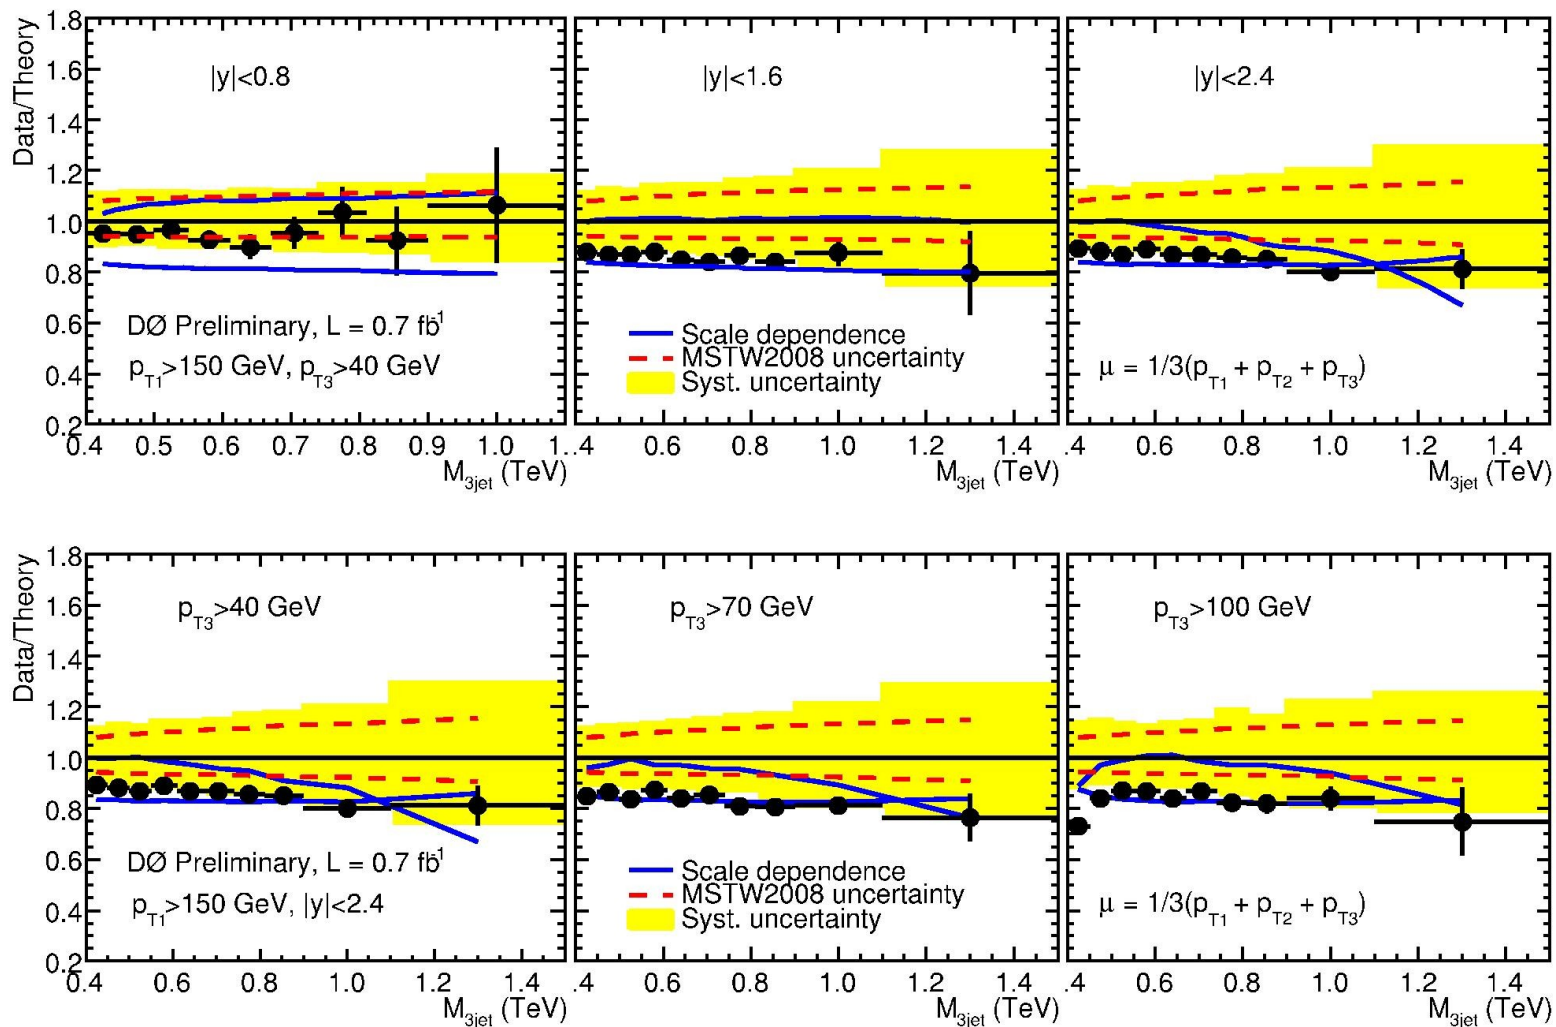 Data/Theory
1.8
1.6
1.4
1.2
1.0
0.8
0.6
0.4
0.2
|y|<0.8
DØ Preliminary, L = 0.7 fb-1
pT1>150 GeV, pT3>40 GeV
0.4 0.5 0.6 0.7 0.8 0.9 1.0 1.
M3jet (TeV)
|y|<1.6
Scale dependence
MSTW2008 uncertainty
Syst. uncertainty
.4 0.6 0.8 1.0 1.2 1.4
M3jet (TeV)
|y|<2.4
μ = 1/3(pT1 + pT2 + pT3)
.4 0.6 0.8 1.0 1.2 1.4
M3jet (TeV)
Data/Theory
1.8
1.6
1.4
1.2
1.0
0.8
0.6
0.4
0.2
pT3>40 GeV
DØ Preliminary, L = 0.7 fb-1
pT1>150 GeV, |y|<2.4
0.4 0.6 0.8 1.0 1.2 1.4
M3jet (TeV)
pT3>70 GeV
Scale dependence
MSTW2008 uncertainty
Syst. uncertainty
.4 0.6 0.8 1.0 1.2 1.4
M3jet (TeV)
pT3>100 GeV
μ = 1/3(pT1 + pT2 + pT3)
.4 0.6 0.8 1.0 1.2 1.4
M3jet (TeV)